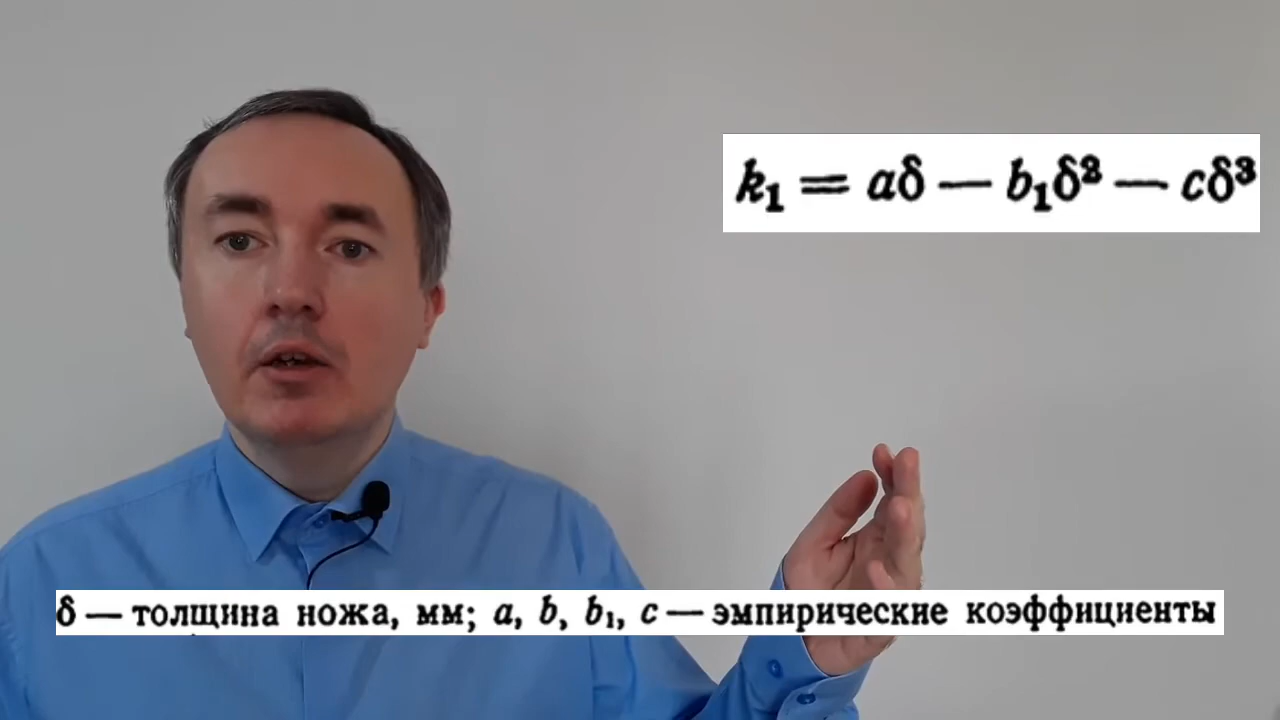 k₁ = aδ — b₁δ² — cδ³
δ — толщина ножа, мм; a, b, b₁, c — эмпирические коэффициенты